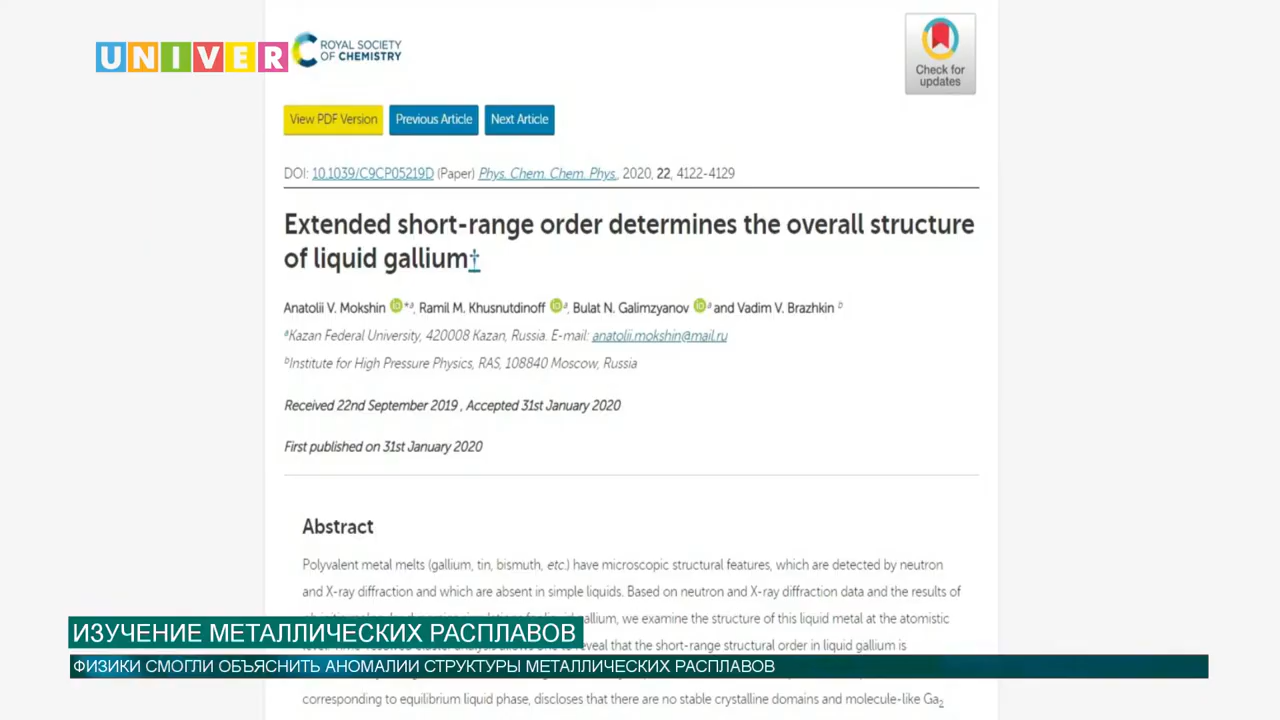 UNIVER
ROYAL SOCIETY
OF CHEMISTRY
Check for
updates
View PDF Version
Previous Article
Next Article
DOI: 10.1039/C9CP05219D (Paper) Phys. Chem. Chem. Phys., 2020, 22, 4122-4129
Extended short-range order determines the overall structure
of liquid gallium†
Anatolii V. Mokshin *a, Ramil M. Khusnutdinoff a, Bulat N. Galimzyanov a and Vadim V. Brazhkin b
aKazan Federal University, 420008 Kazan, Russia. E-mail: anatolii.mokshin@mail.ru
bInstitute for High Pressure Physics, RAS, 108840 Moscow, Russia
Received 22nd September 2019 , Accepted 31st January 2020
First published on 31st January 2020
Abstract
Polyvalent metal melts (gallium, tin, bismuth, etc.) have microscopic structural features, which are detected by neutron
and X-ray diffraction and which are absent in simple liquids. Based on neutron and X-ray diffraction data and the results of
we examine the structure of this liquid metal at the atomistic
that the short-range structural order in liquid gallium is
corresponding to equilibrium liquid phase, discloses that there are no stable crystalline domains and molecule-like Ga2
ИЗУЧЕНИЕ МЕТАЛЛИЧЕСКИХ РАСПЛАВОВ
ФИЗИКИ СМОГЛИ ОБЪЯСНИТЬ АНОМАЛИИ СТРУКТУРЫ МЕТАЛЛИЧЕСКИХ РАСПЛАВОВ